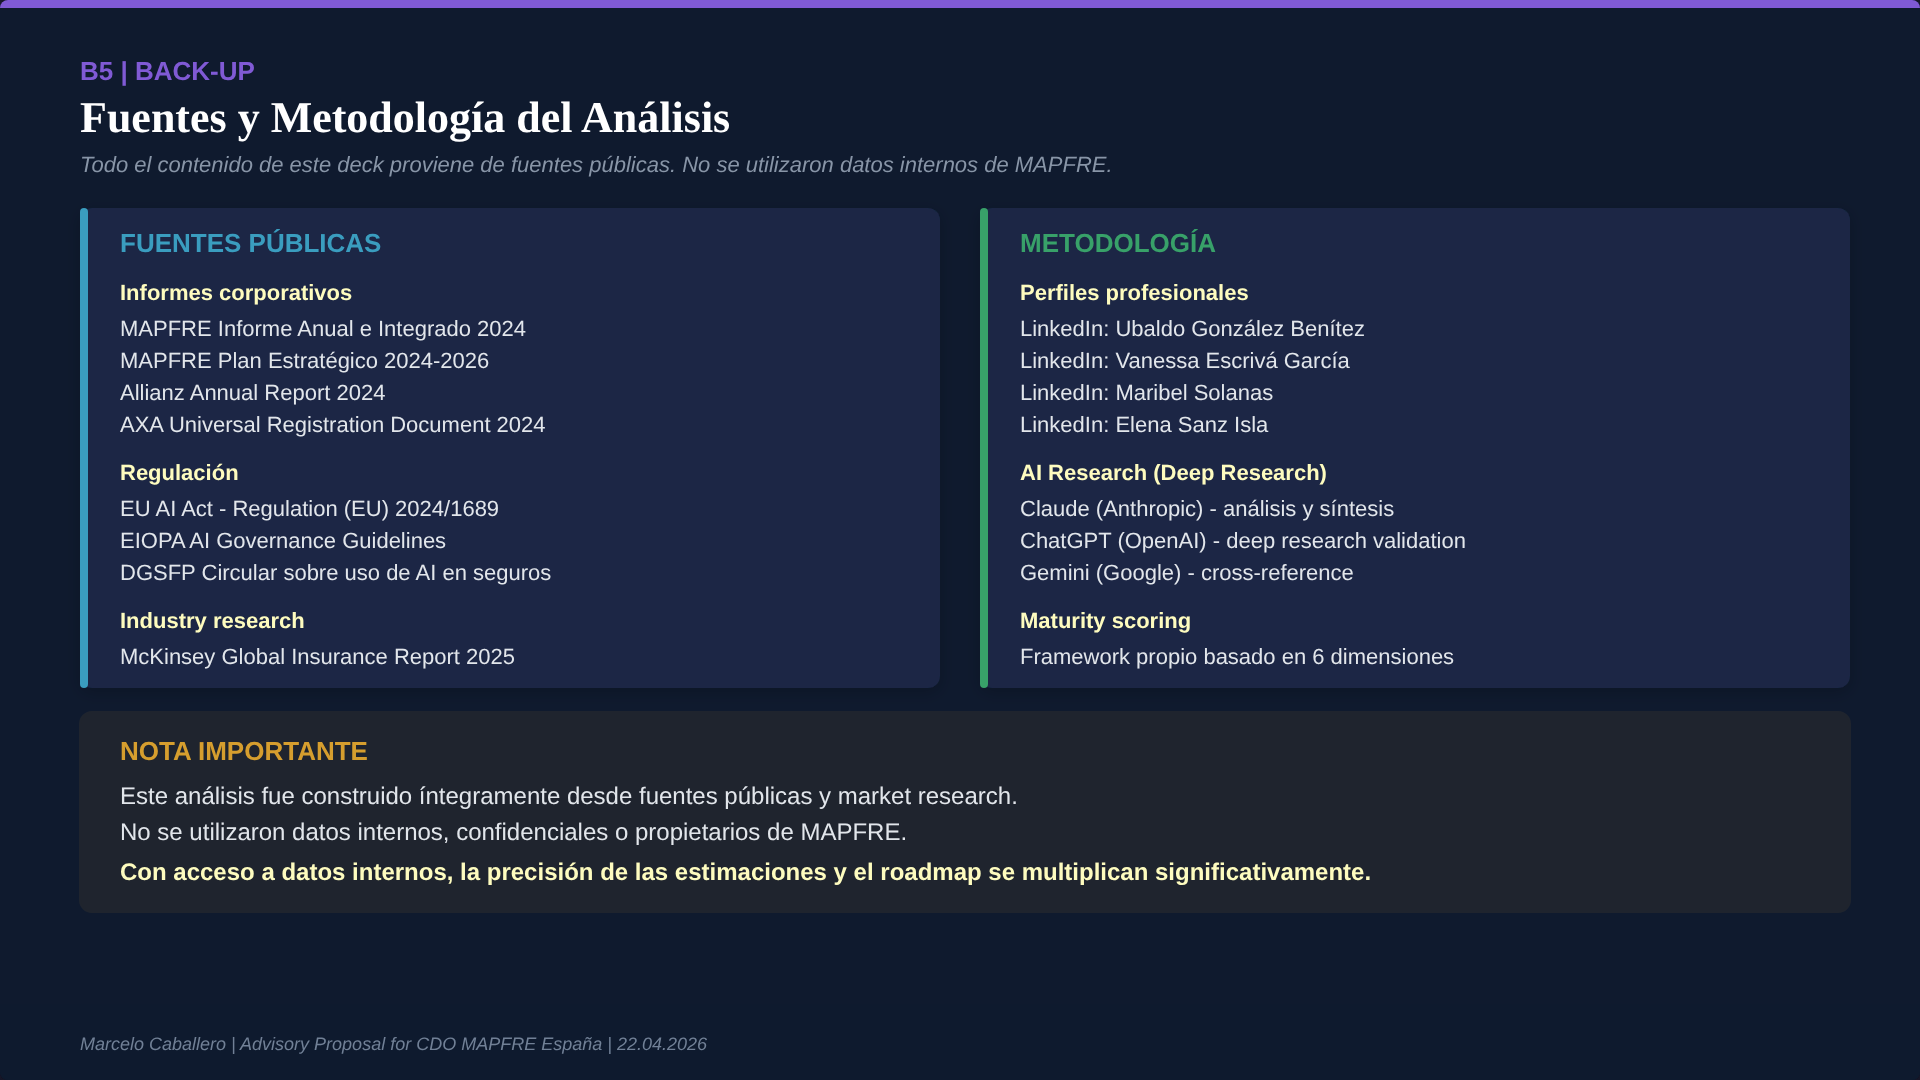 B5 | BACK-UP
Fuentes y Metodología del Análisis
Todo el contenido de este deck proviene de fuentes públicas. No se utilizaron datos internos de MAPFRE.
FUENTES PÚBLICAS
Informes corporativos
MAPFRE Informe Anual e Integrado 2024
MAPFRE Plan Estratégico 2024-2026
Allianz Annual Report 2024
AXA Universal Registration Document 2024
Regulación
EU AI Act - Regulation (EU) 2024/1689
EIOPA AI Governance Guidelines
DGSFP Circular sobre uso de AI en seguros
Industry research
McKinsey Global Insurance Report 2025
METODOLOGÍA
Perfiles profesionales
LinkedIn: Ubaldo González Benítez
LinkedIn: Vanessa Escrivá García
LinkedIn: Maribel Solanas
LinkedIn: Elena Sanz Isla
AI Research (Deep Research)
Claude (Anthropic) - análisis y síntesis
ChatGPT (OpenAI) - deep research validation
Gemini (Google) - cross-reference
Maturity scoring
Framework propio basado en 6 dimensiones
NOTA IMPORTANTE
Este análisis fue construido íntegramente desde fuentes públicas y market research.
No se utilizaron datos internos, confidenciales o propietarios de MAPFRE.
Con acceso a datos internos, la precisión de las estimaciones y el roadmap se multiplican significativamente.
Marcelo Caballero | Advisory Proposal for CDO MAPFRE España | 22.04.2026